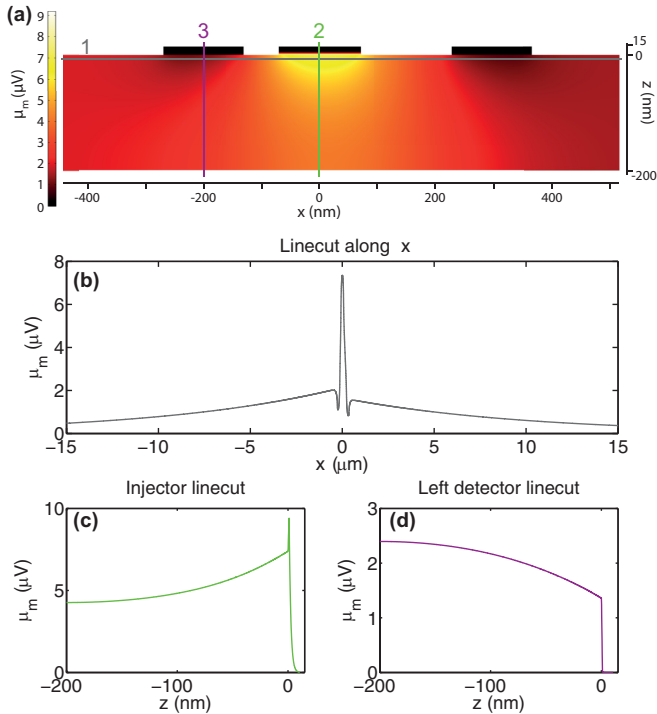 (a)
1
3
2
μm (μV)
9
8
7
6
5
4
3
2
1
0
15
0
-200
z (nm)
-400
-200
0
200
400
x (nm)
Linecut along x
(b)
μm (μV)
8
6
4
2
0
−15
−10
−5
0
5
10
15
x (μm)
Injector linecut
(c)
μm (μV)
10
5
0
−200
−100
0
z (nm)
Left detector linecut
(d)
μm (μV)
3
2
1
0
−200
−100
0
z (nm)